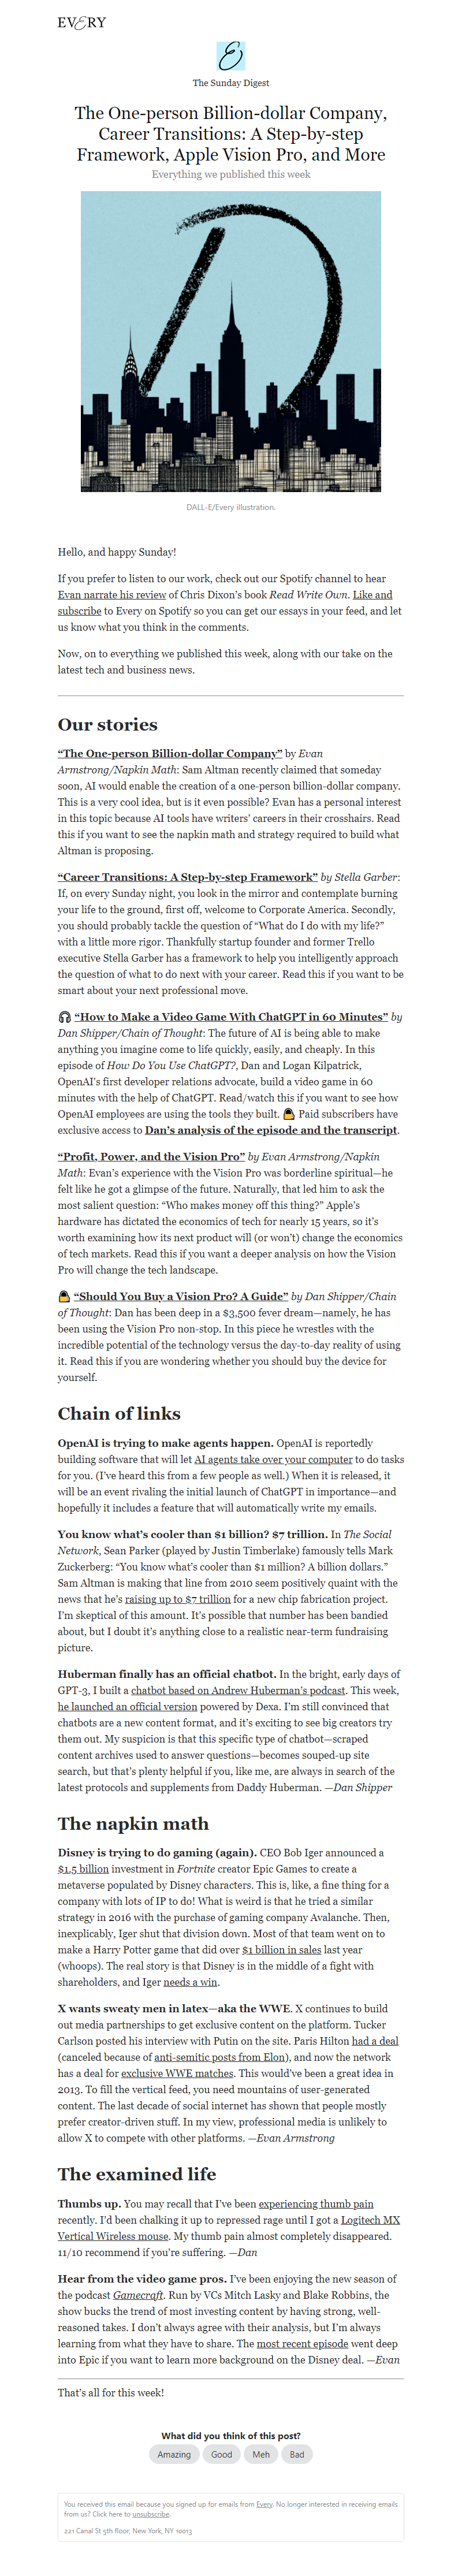 EVERY
The Sunday Digest
The One-person Billion-dollar Company,
Career Transitions: A Step-by-step
Framework, Apple Vision Pro, and More
Everything we published this week
DALL-E/Every illustration.
Hello, and happy Sunday!
If you prefer to listen to our work, check out our Spotify channel to hear
Evan narrate his review of Chris Dixon's book Read Write Own. Like and
subscribe to Every on Spotify so you can get our essays in your feed, and let
us know what you think in the comments.
Now, on to everything we published this week, along with our take on the
latest tech and business news.
Our stories
“The One-person Billion-dollar Company” by Evan
Armstrong/Napkin Math: Sam Altman recently claimed that someday
soon, AI would enable the creation of a one-person billion-dollar company.
This is a very cool idea, but is it even possible? Evan has a personal interest
in this topic because AI tools have writers’ careers in their crosshairs. Read
this if you want to see the napkin math and strategy required to build what
Altman is proposing.
“Career Transitions: A Step-by-step Framework” by Stella Garber:
If, on every Sunday night, you look in the mirror and contemplate burning
your life to the ground, first off, welcome to Corporate America. Secondly,
you should probably tackle the question of “What do I do with my life?”
with a little more rigor. Thankfully startup founder and former Trello
executive Stella Garber has a framework to help you intelligently approach
the question of what to do next with your career. Read this if you want to be
smart about your next professional move.
🎧 “How to Make a Video Game With ChatGPT in 60 Minutes” by
Dan Shipper/Chain of Thought: The future of AI is being able to make
anything you imagine come to life quickly, easily, and cheaply. In this
episode of How Do You Use ChatGPT?, Dan and Logan Kilpatrick,
OpenAI’s first developer relations advocate, build a video game in 60
minutes with the help of ChatGPT. Read/watch this if you want to see how
OpenAI employees are using the tools they built. 🔒 Paid subscribers have
exclusive access to Dan’s analysis of the episode and the transcript.
“Profit, Power, and the Vision Pro” by Evan Armstrong/Napkin
Math: Evan’s experience with the Vision Pro was borderline spiritual—he
felt like he got a glimpse of the future. Naturally, that led him to ask the
most salient question: “Who makes money off this thing?” Apple’s
hardware has dictated the economics of tech for nearly 15 years, so it’s
worth examining how its next product will (or won’t) change the economics
of tech markets. Read this if you want a deeper analysis on how the Vision
Pro will change the tech landscape.
🔒 “Should You Buy a Vision Pro? A Guide” by Dan Shipper/Chain
of Thought: Dan has been deep in a $3,500 fever dream—namely, he has
been using the Vision Pro non-stop. In this piece he wrestles with the
incredible potential of the technology versus the day-to-day reality of using
it. Read this if you are wondering whether you should buy the device for
yourself.
Chain of links
OpenAI is trying to make agents happen. OpenAI is reportedly
building software that will let AI agents take over your computer to do tasks
for you. (I’ve heard this from a few people as well.) When it is released, it
will be an event rivaling the initial launch of ChatGPT in importance—and
hopefully it includes a feature that will automatically write my emails.
You know what’s cooler than $1 billion? $7 trillion. In The Social
Network, Sean Parker (played by Justin Timberlake) famously tells Mark
Zuckerberg: “You know what’s cooler than $1 million? A billion dollars.”
Sam Altman is making that line from 2010 seem positively quaint with the
news that he’s raising up to $7 trillion for a new chip fabrication project.
I’m skeptical of this amount. It’s possible that number has been bandied
about, but I doubt it’s anything close to a realistic near-term fundraising
picture.
Huberman finally has an official chatbot. In the bright, early days of
GPT-3, I built a chatbot based on Andrew Huberman’s podcast. This week,
he launched an official version powered by Dexa. I’m still convinced that
chatbots are a new content format, and it’s exciting to see big creators try
them out. My suspicion is that this specific type of chatbot—scraped
content archives used to answer questions—becomes souped-up site
search, but that’s plenty helpful if you, like me, are always in search of the
latest protocols and supplements from Daddy Huberman. —Dan Shipper
The napkin math
Disney is trying to do gaming (again). CEO Bob Iger announced a
$1.5 billion investment in Fortnite creator Epic Games to create a
metaverse populated by Disney characters. This is, like, a fine thing for a
company with lots of IP to do! What is weird is that he tried a similar
strategy in 2016 with the purchase of gaming company Avalanche. Then,
inexplicably, Iger shut that division down. Most of that team went on to
make a Harry Potter game that did over $1 billion in sales last year
(whoops). The real story is that Disney is in the middle of a fight with
shareholders, and Iger needs a win.
X wants sweaty men in latex—aka the WWE. X continues to build
out media partnerships to get exclusive content on the platform. Tucker
Carlson posted his interview with Putin on the site. Paris Hilton had a deal
(canceled because of anti-semitic posts from Elon), and now the network
has a deal for exclusive WWE matches. This would’ve been a great idea in
2013. To fill the vertical feed, you need mountains of user-generated
content. The last decade of social internet has shown that people mostly
prefer creator-driven stuff. In my view, professional media is unlikely to
allow X to compete with other platforms. —Evan Armstrong
The examined life
Thumbs up. You may recall that I’ve been experiencing thumb pain
recently. I’d been chalking it up to repressed rage until I got a Logitech MX
Vertical Wireless mouse. My thumb pain almost completely disappeared.
11/10 recommend if you’re suffering. —Dan
Hear from the video game pros. I’ve been enjoying the new season of
the podcast Gamecraft. Run by VCs Mitch Lasky and Blake Robbins, the
show bucks the trend of most investing content by having strong, well-
reasoned takes. I don’t always agree with their analysis, but I’m always
learning from what they have to share. The most recent episode went deep
into Epic if you want to learn more background on the Disney deal. —Evan
That’s all for this week!
What did you think of this post?
Amazing Good Meh Bad
You received this email because you signed up for emails from Every. No longer interested in receiving emails
from us? Click here to unsubscribe.
221 Canal St 5th floor, New York, NY 10013